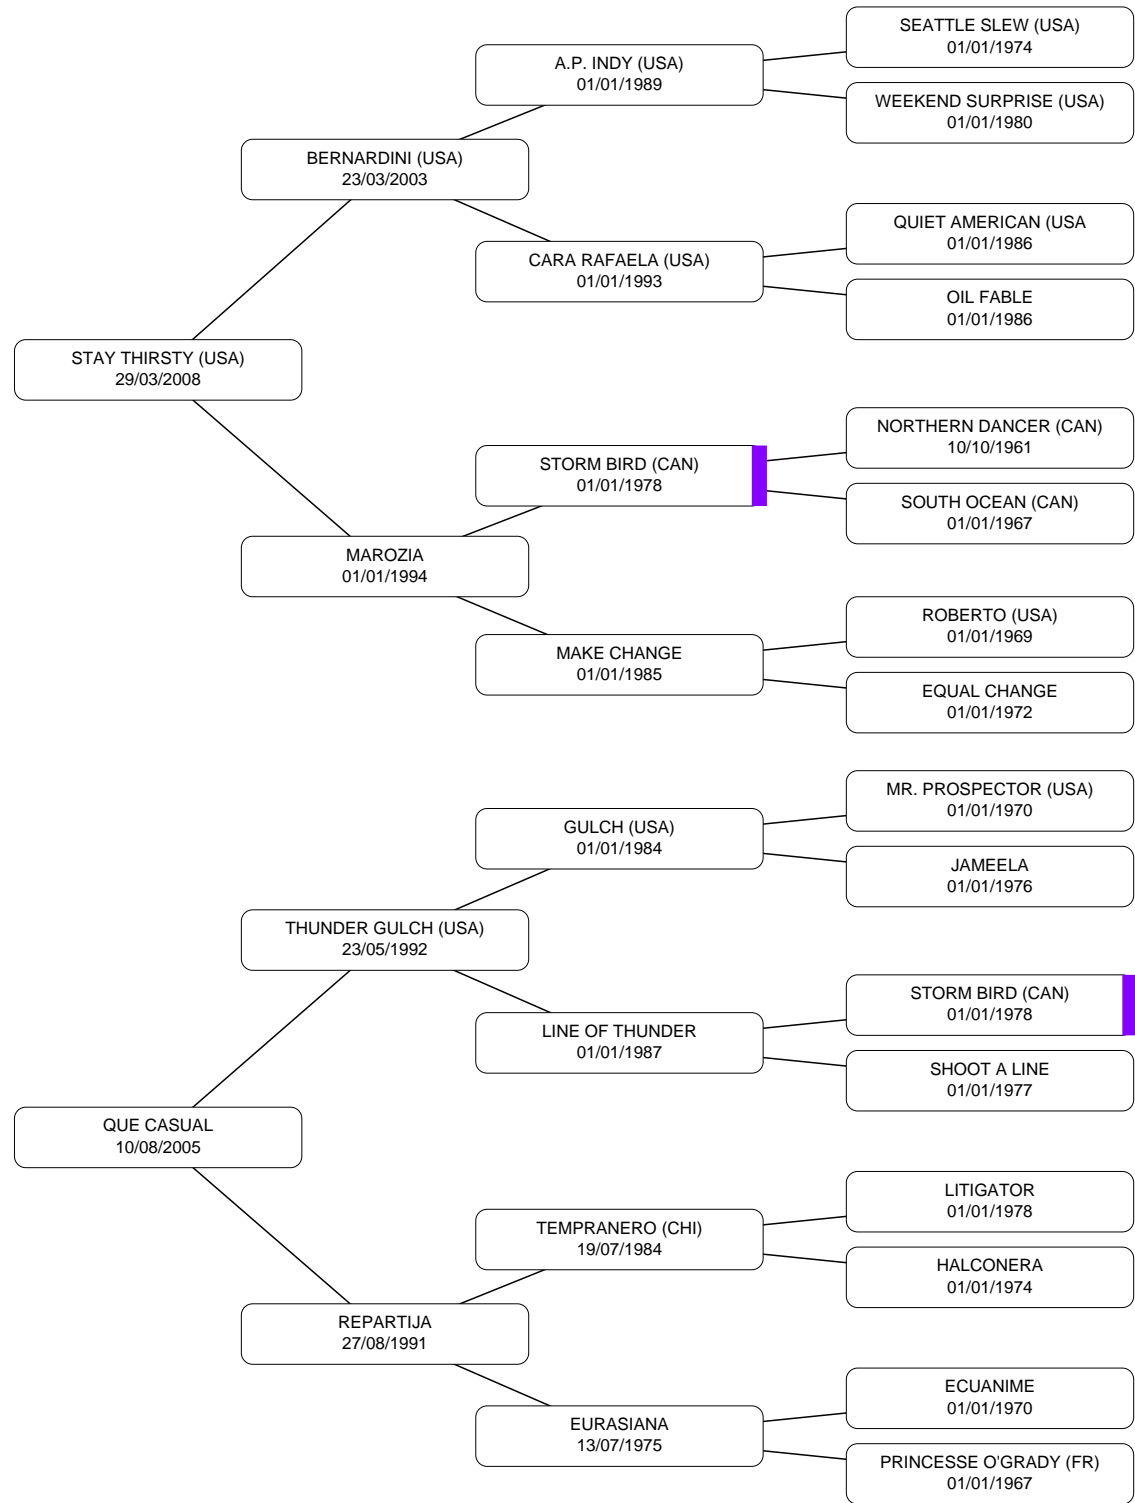 SEATTLE SLEW (USA)
01/01/1974
A.P. INDY (USA)
01/01/1989
WEEKEND SURPRISE (USA)
01/01/1980
BERNARDINI (USA)
23/03/2003
QUIET AMERICAN (USA
01/01/1986
CARA RAFAELA (USA)
01/01/1993
OIL FABLE
01/01/1986
STAY THIRSTY (USA)
29/03/2008
NORTHERN DANCER (CAN)
10/10/1961
STORM BIRD (CAN)
01/01/1978
SOUTH OCEAN (CAN)
01/01/1967
MAROZIA
01/01/1994
ROBERTO (USA)
01/01/1969
MAKE CHANGE
01/01/1985
EQUAL CHANGE
01/01/1972
MR. PROSPECTOR (USA)
01/01/1970
GULCH (USA)
01/01/1984
JAMEELA
01/01/1976
THUNDER GULCH (USA)
23/05/1992
STORM BIRD (CAN)
01/01/1978
LINE OF THUNDER
01/01/1987
SHOOT A LINE
01/01/1977
QUE CASUAL
10/08/2005
LITIGATOR
01/01/1978
TEMPRANERO (CHI)
19/07/1984
HALCONERA
01/01/1974
REPARTIJA
27/08/1991
ECUANIME
01/01/1970
EURASIANA
13/07/1975
PRINCESSE O'GRADY (FR)
01/01/1967